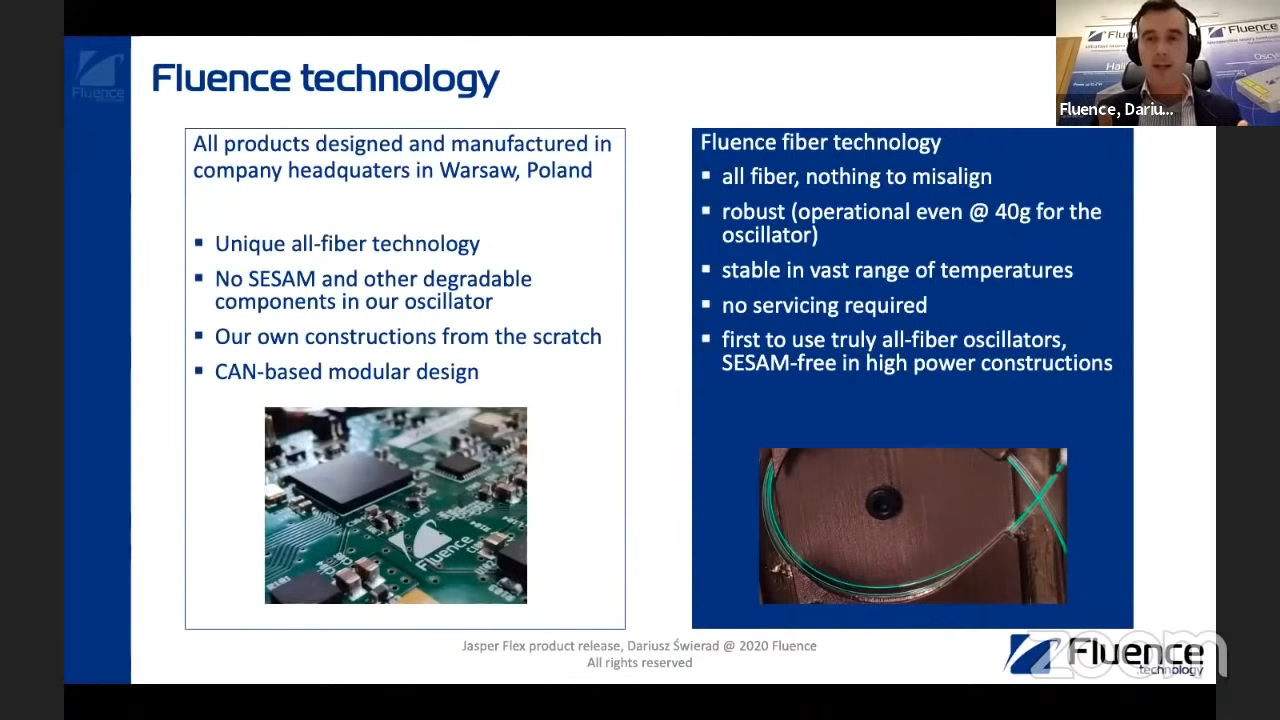 Fluence
Fluence technology
Fluence, Dariu...
All products designed and manufactured in
company headquaters in Warsaw, Poland
▪ Unique all-fiber technology
▪ No SESAM and other degradable
components in our oscillator
▪ Our own constructions from the scratch
▪ CAN-based modular design
Fluence
Fluence fiber technology
▪ all fiber, nothing to misalign
▪ robust (operational even @ 40g for the
oscillator)
▪ stable in vast range of temperatures
▪ no servicing required
▪ first to use truly all-fiber oscillators,
SESAM-free in high power constructions
Jasper Flex product release, Dariusz Świerad @ 2020 Fluence
All rights reserved
Fluence
technology
zoom